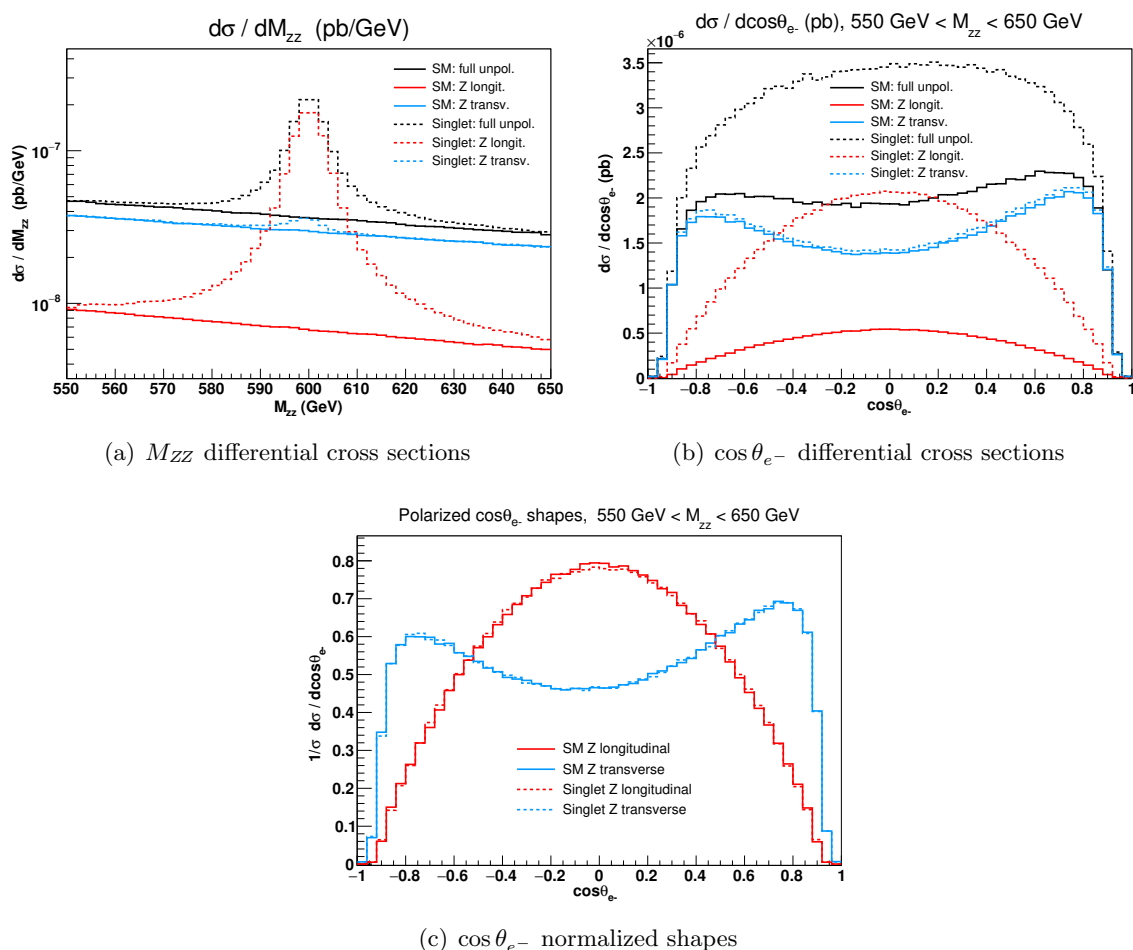 dσ / dM_zz (pb/GeV)
dσ / dM_zz (pb/GeV)
10^−7
10^−8
SM: full unpol.
SM: Z longit.
SM: Z transv.
Singlet: full unpol.
Singlet: Z longit.
Singlet: Z transv.
550 560 570 580 590 600 610 620 630 640 650
M_zz (GeV)
(a) M_ZZ differential cross sections
dσ / dcosθ_e- (pb), 550 GeV < M_zz < 650 GeV
×10^−6
dσ / dcosθ_e- (pb)
3.5
3
2.5
2
1.5
1
0.5
0
SM: full unpol.
SM: Z longit.
SM: Z transv.
Singlet: full unpol.
Singlet: Z longit.
Singlet: Z transv.
−1 −0.8 −0.6 −0.4 −0.2 0 0.2 0.4 0.6 0.8 1
cosθ_e-
(b) cos θ_e− differential cross sections
Polarized cosθ_e- shapes, 550 GeV < M_zz < 650 GeV
1/σ dσ / dcosθ_e-
0.8
0.7
0.6
0.5
0.4
0.3
0.2
0.1
0
SM Z longitudinal
SM Z transverse
Singlet Z longitudinal
Singlet Z transverse
−1 −0.8 −0.6 −0.4 −0.2 0 0.2 0.4 0.6 0.8 1
cosθ_e-
(c) cos θ_e− normalized shapes